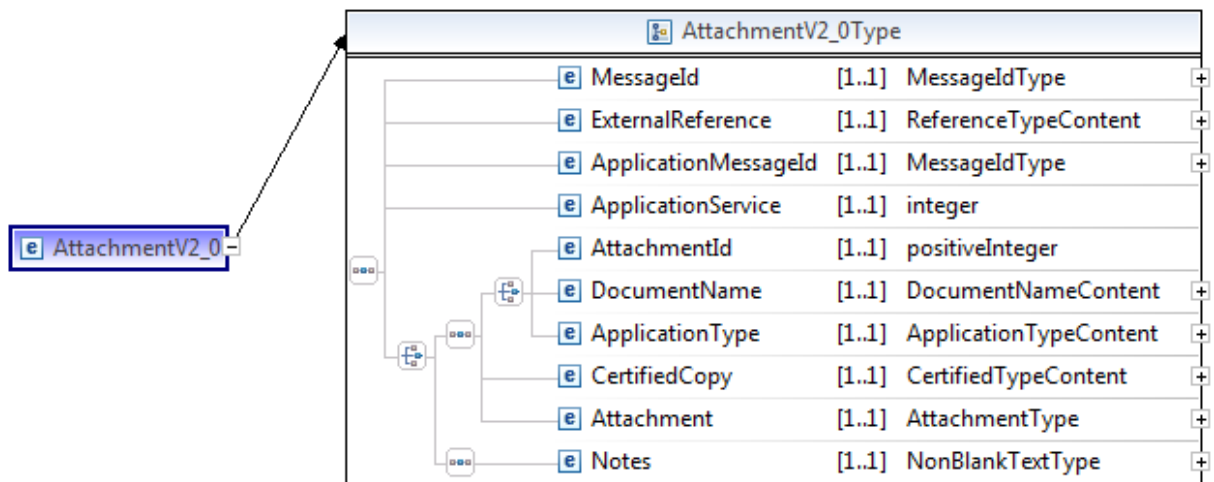 AttachmentV2_0Type
e MessageId [1..1] MessageIdType
e ExternalReference [1..1] ReferenceTypeContent
e ApplicationMessageId [1..1] MessageIdType
e ApplicationService [1..1] integer
e AttachmentV2_0
e AttachmentId [1..1] positiveInteger
e DocumentName [1..1] DocumentNameContent
e ApplicationType [1..1] ApplicationTypeContent
e CertifiedCopy [1..1] CertifiedTypeContent
e Attachment [1..1] AttachmentType
e Notes [1..1] NonBlankTextType